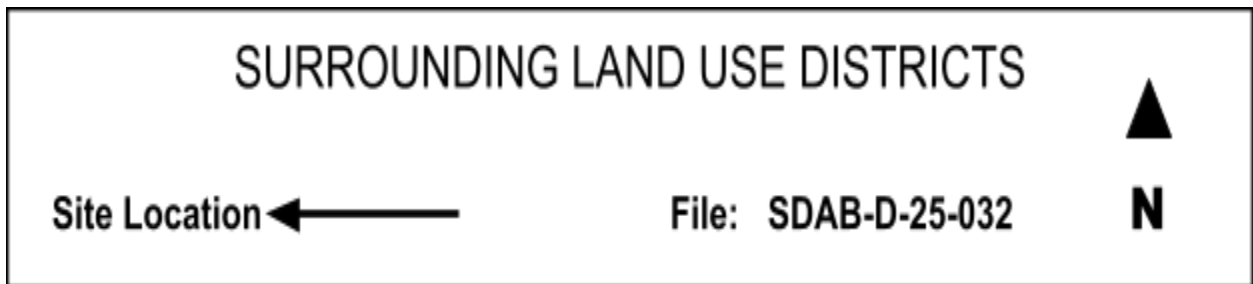 SURROUNDING LAND USE DISTRICTS
Site Location File: SDAB-D-25-032 N